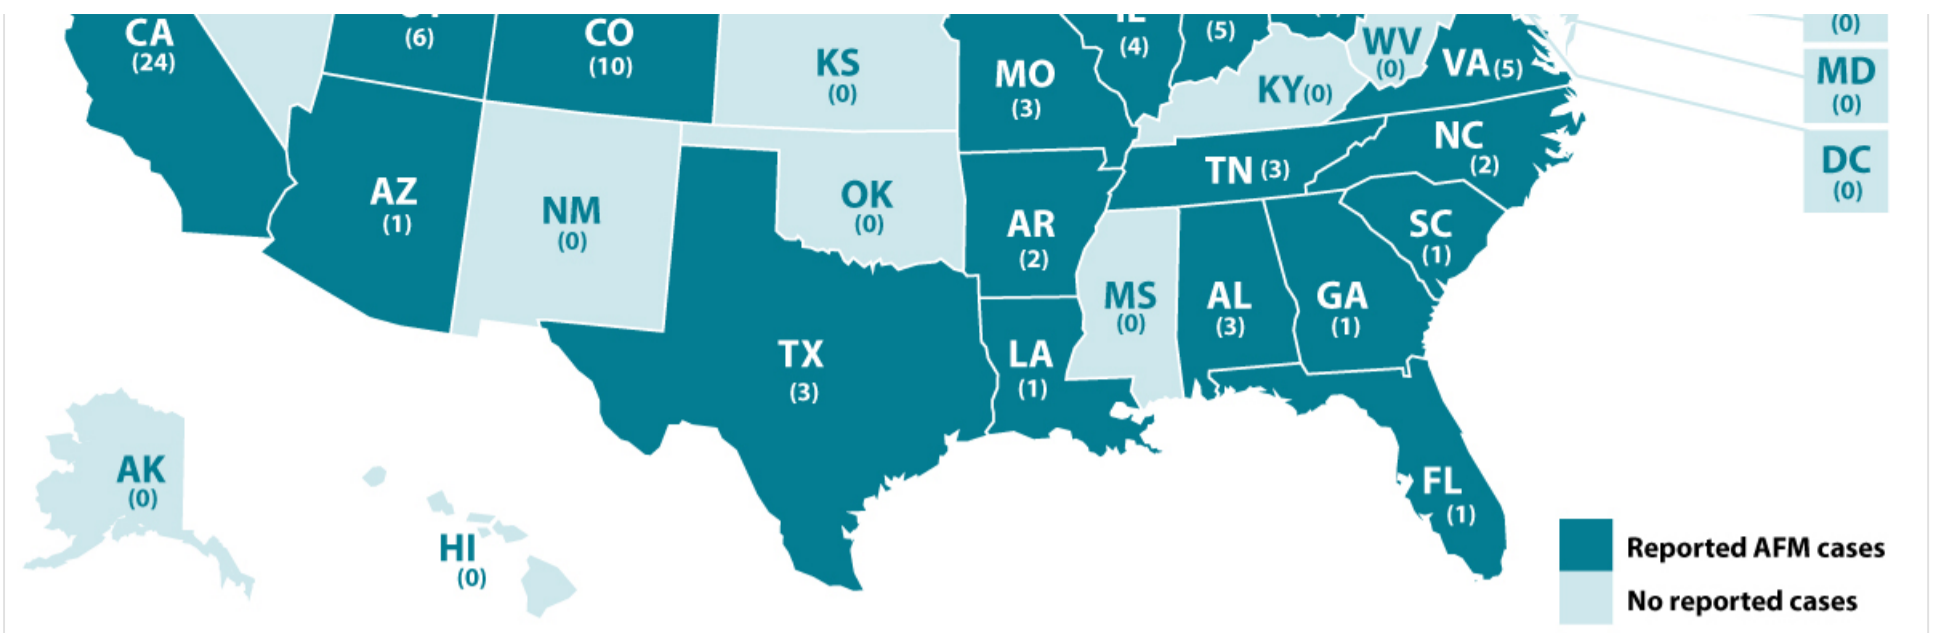 CA
(24)
(6)
CO
(10)
KS
(0)
MO
(3)
IL
(4)
(5)
WV
(0)
KY(0)
VA(5)
(0)
MD
(0)
DC
(0)
AZ
(1)
NM
(0)
OK
(0)
AR
(2)
TN (3)
NC
(2)
SC
(1)
MS
(0)
AL
(3)
GA
(1)
TX
(3)
LA
(1)
FL
(1)
AK
(0)
HI
(0)
Reported AFM cases
No reported cases